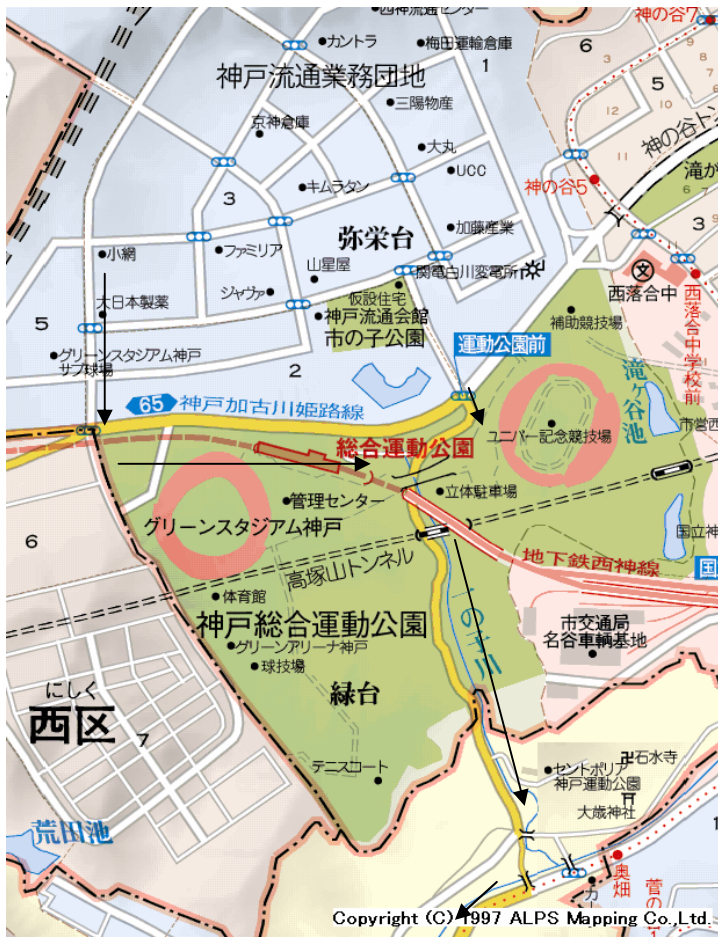 西神流通センター
カントラ
梅田運輸倉庫
神の谷7
神戸流通業務団地
1
6
5
三陽物産
京神倉庫
大丸
神の谷トン
UCC
滝が
神の谷5
キムラタン
3
弥栄台
加藤産業
3
小網
ファミリア
山星屋
関電白川変電所
文
西落合中
ジャヴァ
仮設住宅
大日本製薬
神戸流通会館
補助競技場
西落合中学校前
5
市の子公園
運動公園前
グリーンスタジアム神戸
サブ球場
2
滝ヶ谷池
65
神戸加古川姫路線
ユニバー記念競技場
市営西
総合運動公園
管理センター
立体駐車場
グリーンスタジアム神戸
国立神
6
地下鉄西神線
国
高塚山トンネル
体育館
神戸総合運動公園
市交通局
名谷車輌基地
グリーンアリーナ神戸
球技場
にしく
西区
緑台
7
石水寺
テニスコート
セントポリア
神戸運動公園
大歳神社
荒田池
奥畑
Copyright (C) 1997 ALPS Mapping Co.,Ltd.